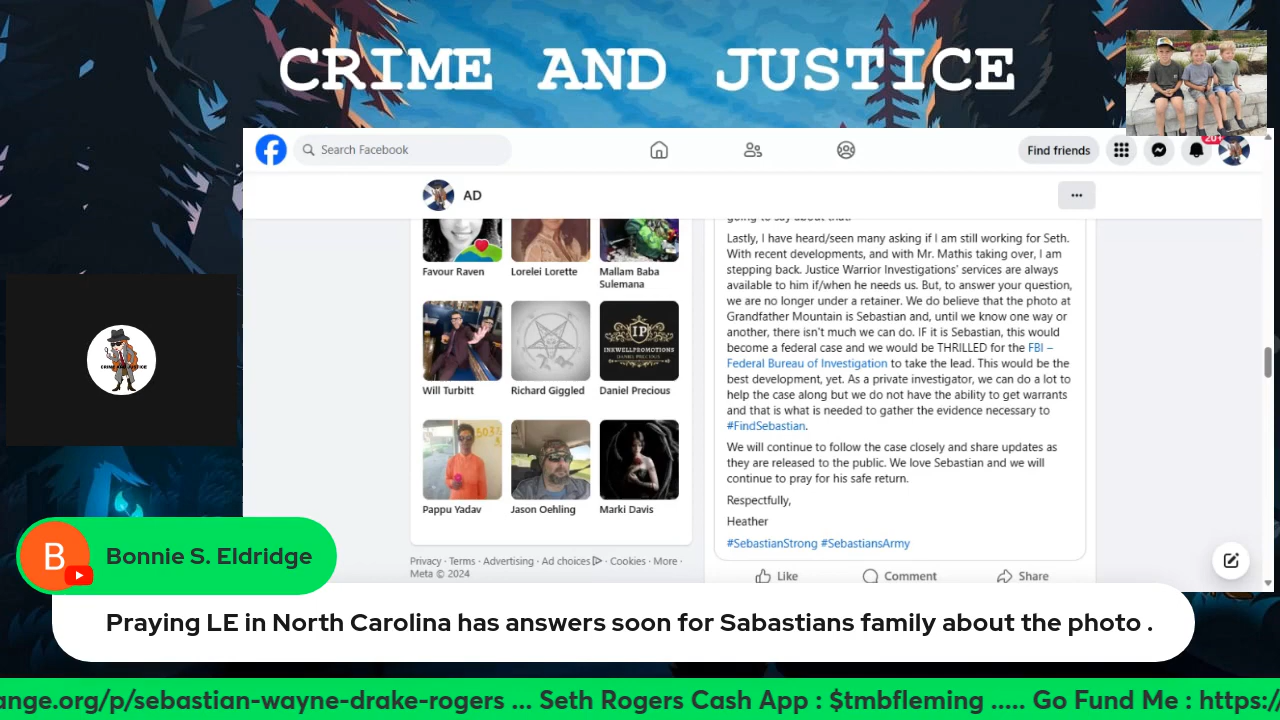 CRIME AND JUSTICE
Search Facebook
Find friends
20+
AD
...
Favour Raven
Lorelei Lorette
Mallam Baba
Sulemana
Will Turbitt
Richard Giggled
IP
INKWELLPROMOTIONS
Daniel Precious
Pappu Yadav
Jason Oehling
Marki Davis
Privacy · Terms · Advertising · Ad choices · Cookies · More ·
Meta © 2024
going to say about that.
Lastly, I have heard/seen many asking if I am still working for Seth.
With recent developments, and with Mr. Mathis taking over, I am
stepping back. Justice Warrior Investigations' services are always
available to him if/when he needs us. But, to answer your question,
we are no longer under a retainer. We do believe that the photo at
Grandfather Mountain is Sebastian and, until we know one way or
another, there isn't much we can do. IF it is Sebastian, this would
become a federal case and we would be THRILLED for the FBI –
Federal Bureau of Investigation to take the lead. This would be the
best development, yet. As a private investigator, we can do a lot to
help the case along but we do not have the ability to get warrants
and that is what is needed to gather the evidence necessary to
#FindSebastian.
We will continue to follow the case closely and share updates as
they are released to the public. We love Sebastian and we will
continue to pray for his safe return.
Respectfully,
Heather
#SebastianStrong #SebastiansArmy
Like
Comment
Share
CRIME AND JUSTICE
B
Bonnie S. Eldridge
Praying LE in North Carolina has answers soon for Sabastians family about the photo .
ange.org/p/sebastian-wayne-drake-rogers ... Seth Rogers Cash App : $tmbfleming ..... Go Fund Me : https:/